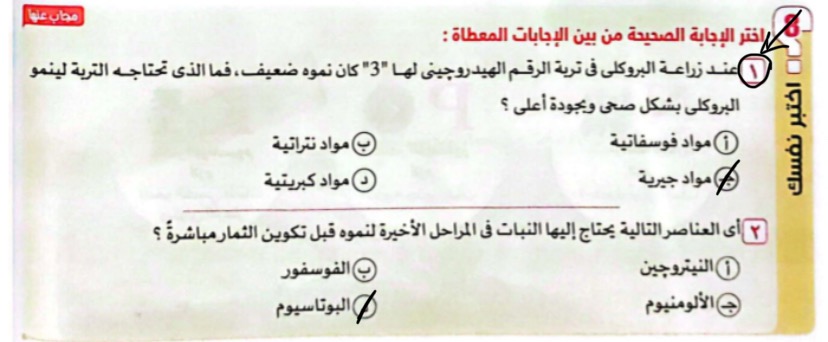 مجاب عنها
8
اختبر نفسك
اختر الإجابة الصحيحة من بين الإجابات المعطاة :
١ عند زراعة البروكلى فى تربة الرقم الهيدروجينى لها "3" كان نموه ضعيف، فما الذى تحتاجه التربة لينمو
البروكلى بشكل صحى وبجودة أعلى ؟
أ مواد فوسفاتية ب مواد نتراتية
ج مواد جيرية د مواد كبريتية
٢ أى العناصر التالية يحتاج إليها النبات فى المراحل الأخيرة لنموه قبل تكوين الثمار مباشرةً ؟
أ النيتروچين ب الفوسفور
ج الألومنيوم د البوتاسيوم